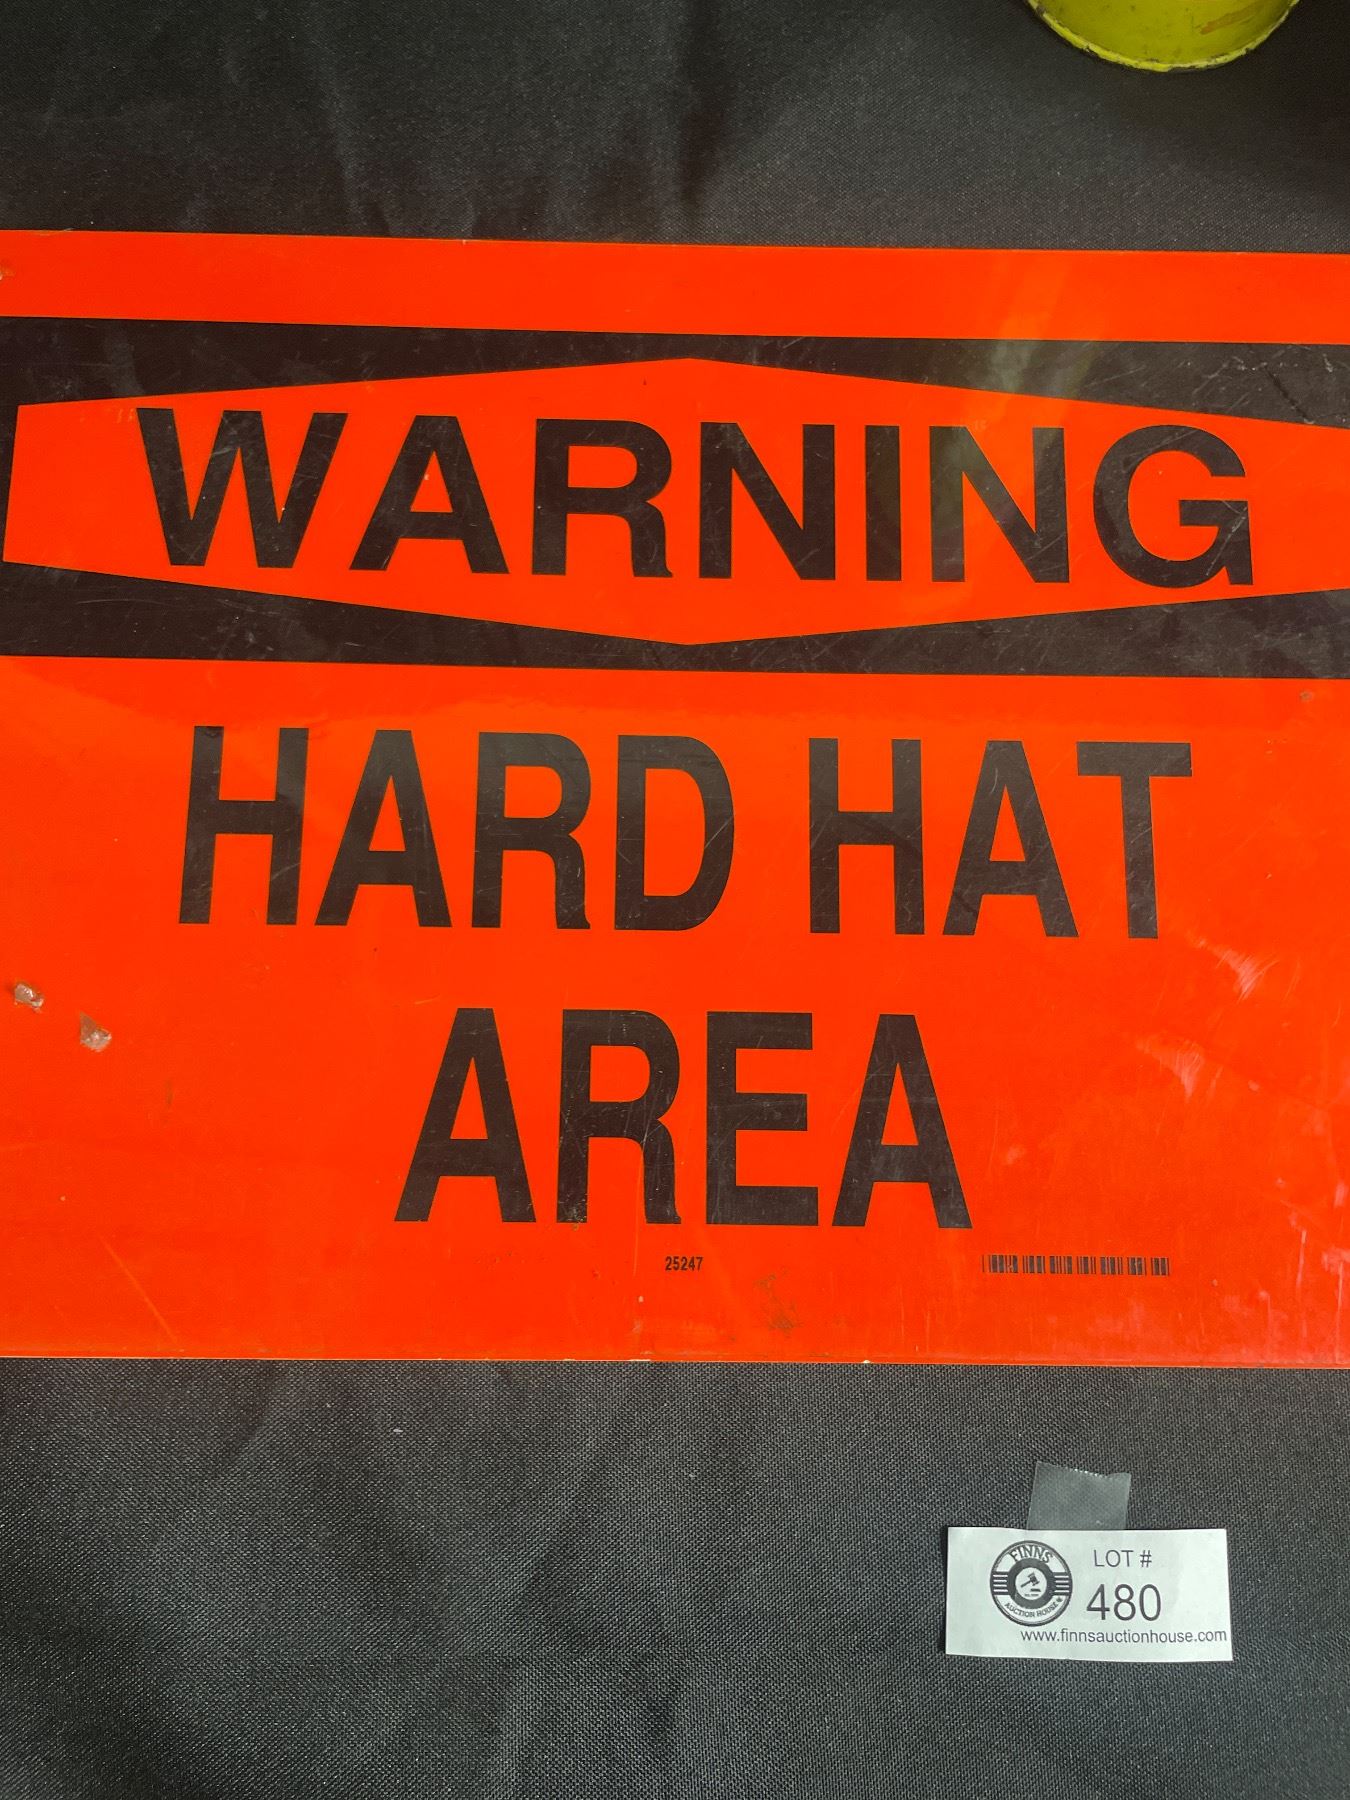 WARNING
HARD HAT
AREA
25247
FINNS
AUCTION HOUSE
LOT #
480
www.finnsauctionhouse.com